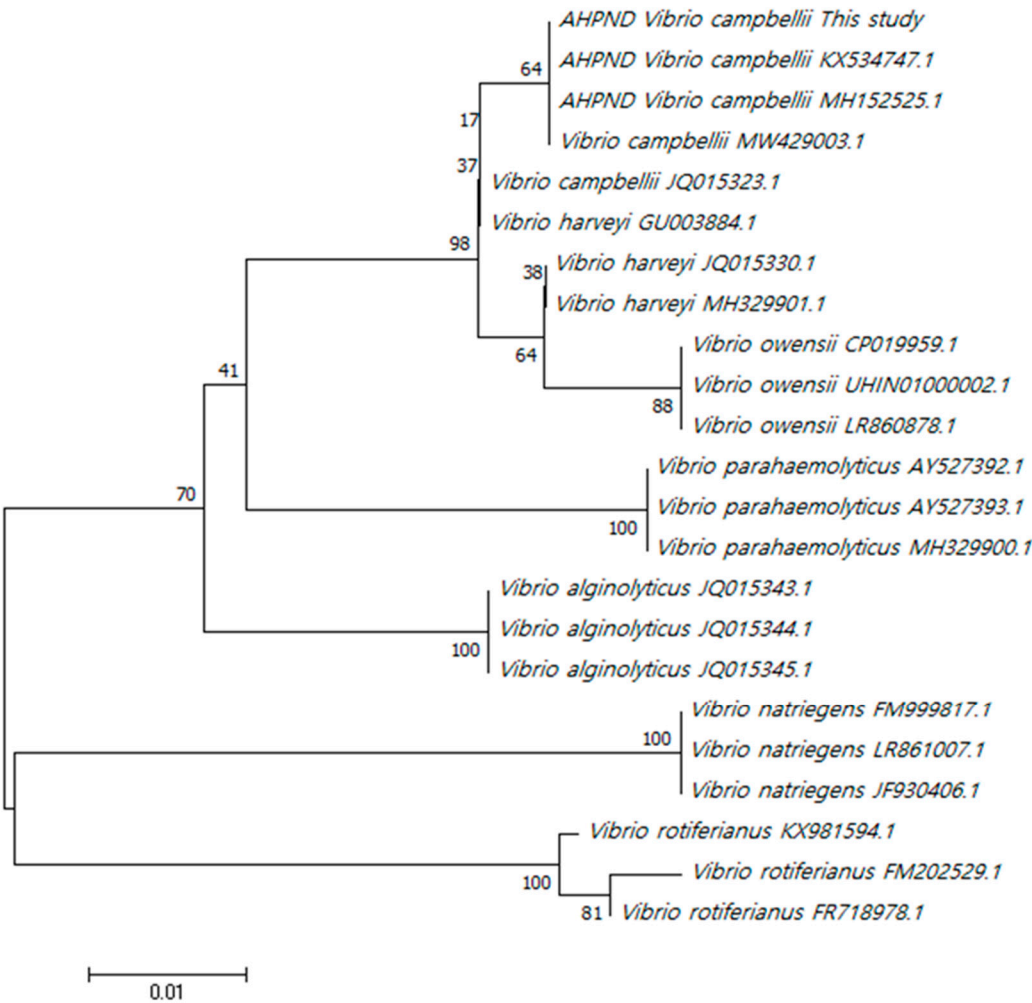 AHPND Vibrio campbellii This study
64
AHPND Vibrio campbellii KX534747.1
AHPND Vibrio campbellii MH152525.1
17
Vibrio campbellii MW429003.1
37
Vibrio campbellii JQ015323.1
Vibrio harveyi GU003884.1
98
38
Vibrio harveyi JQ015330.1
Vibrio harveyi MH329901.1
64
Vibrio owensii CP019959.1
41
Vibrio owensii UHIN01000002.1
88
Vibrio owensii LR860878.1
Vibrio parahaemolyticus AY527392.1
70
Vibrio parahaemolyticus AY527393.1
100
Vibrio parahaemolyticus MH329900.1
Vibrio alginolyticus JQ015343.1
Vibrio alginolyticus JQ015344.1
100
Vibrio alginolyticus JQ015345.1
Vibrio natriegens FM999817.1
100
Vibrio natriegens LR861007.1
Vibrio natriegens JF930406.1
Vibrio rotiferianus KX981594.1
100
Vibrio rotiferianus FM202529.1
81
Vibrio rotiferianus FR718978.1
0.01